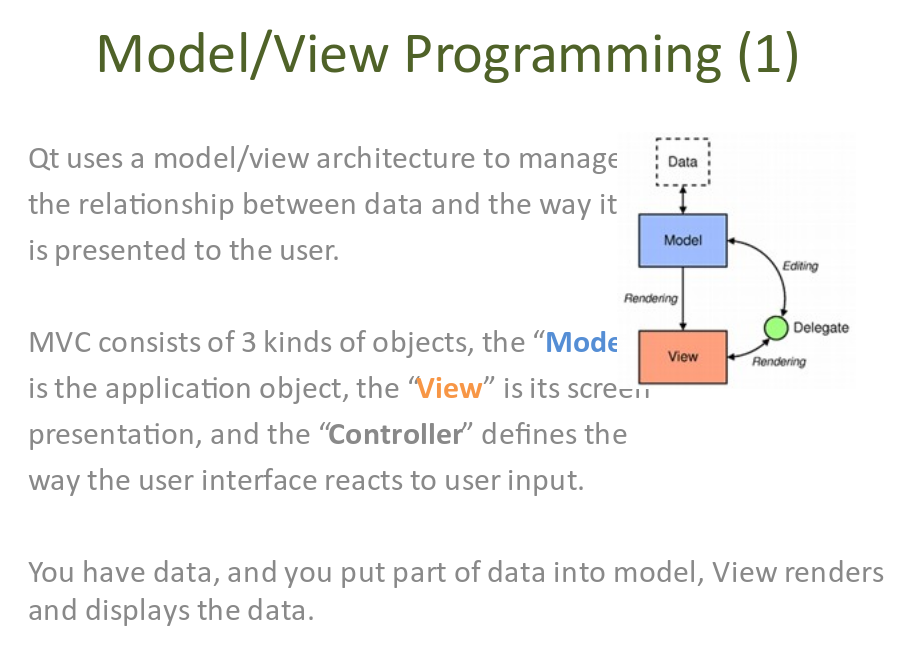 Model/View Programming (1)
Qt uses a model/view architecture to manage
the relationship between data and the way it
is presented to the user.
MVC consists of 3 kinds of objects, the “Mode
is the application object, the “View” is its screen
presentation, and the “Controller” defines the
way the user interface reacts to user input.
You have data, and you put part of data into model, View renders
and displays the data.
Data
Model
Editing
Rendering
Delegate
View
Rendering